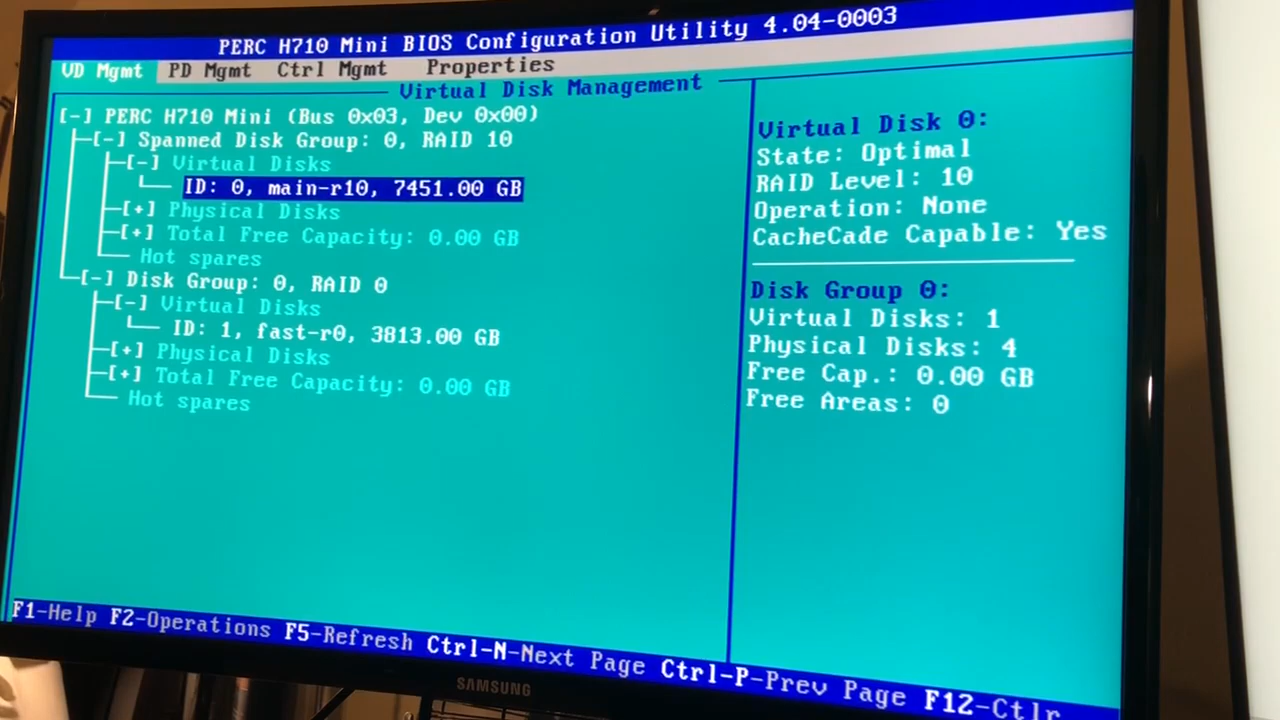 PERC H710 Mini BIOS Configuration Utility 4.04-0003
VD Mgmt PD Mgmt Ctrl Mgmt Properties
Virtual Disk Management
[-] PERC H710 Mini (Bus 0x03, Dev 0x00)
[-] Spanned Disk Group: 0, RAID 10
[-] Virtual Disks
ID: 0, main-r10, 7451.00 GB
[+] Physical Disks
[+] Total Free Capacity: 0.00 GB
Hot spares
[-] Disk Group: 0, RAID 0
[-] Virtual Disks
ID: 1, fast-r0, 3813.00 GB
[+] Physical Disks
[+] Total Free Capacity: 0.00 GB
Hot spares
Virtual Disk 0:
State: Optimal
RAID Level: 10
Operation: None
CacheCade Capable: Yes
Disk Group 0:
Virtual Disks: 1
Physical Disks: 4
Free Cap.: 0.00 GB
Free Areas: 0
F1-Help F2-Operations F5-Refresh Ctrl-N-Next Page Ctrl-P-Prev Page F12-Ctlr
SAMSUNG